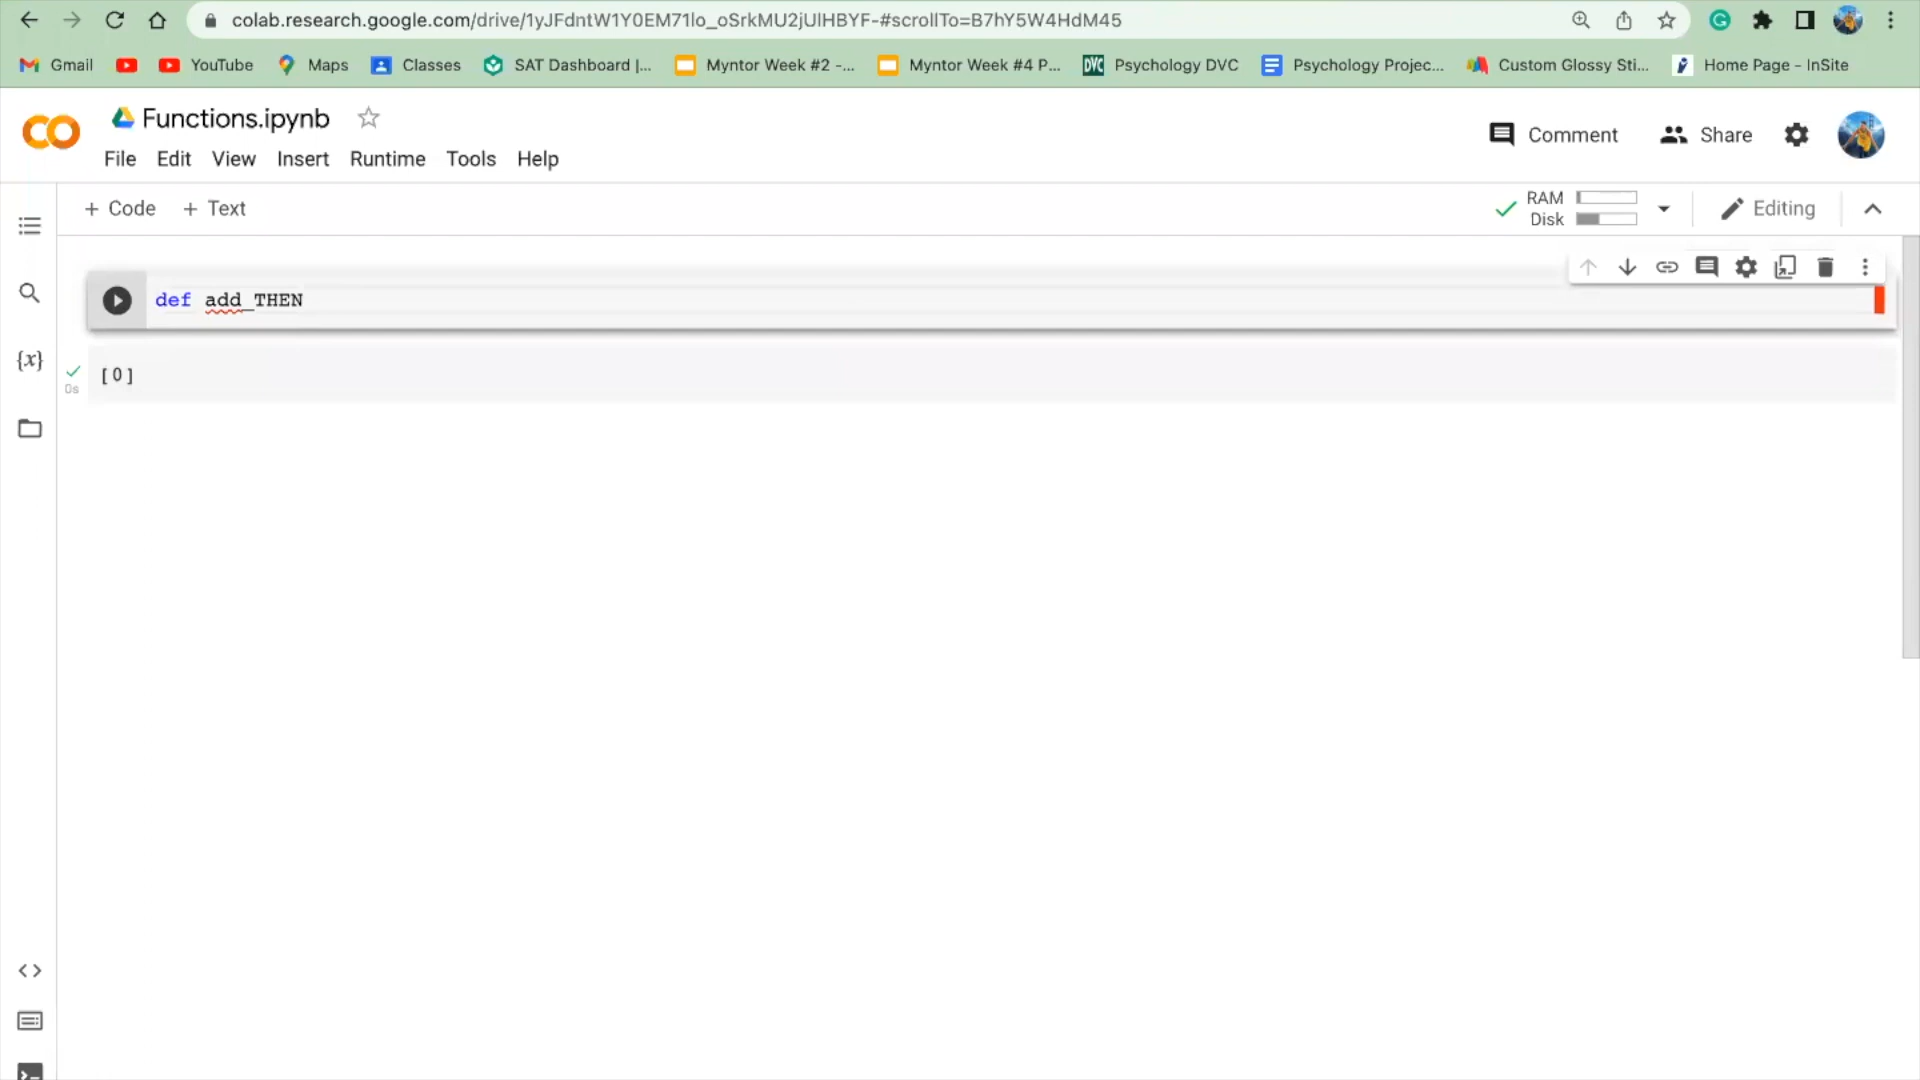 colab.research.google.com/drive/1yJFdntW1Y0EM71lo_oSrkMU2jUlHBYF-#scrollTo=B7hY5W4HdM45
Gmail YouTube Maps Classes SAT Dashboard |... Myntor Week #2 -... Myntor Week #4 P... DVC Psychology DVC Psychology Projec... Custom Glossy Sti... Home Page - InSite
Functions.ipynb
Comment Share
File Edit View Insert Runtime Tools Help
+ Code + Text
RAM
Disk
Editing
def add_THEN
[0]
0s